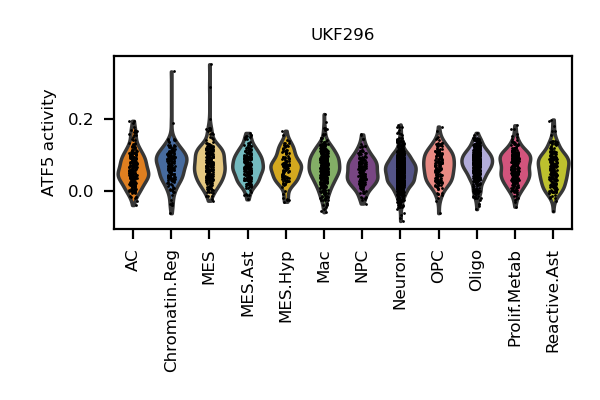 UKF296
ATF5 activity
0.2
0.0
AC
Chromatin.Reg
MES
MES.Ast
MES.Hyp
Mac
NPC
Neuron
OPC
Oligo
Prolif.Metab
Reactive.Ast